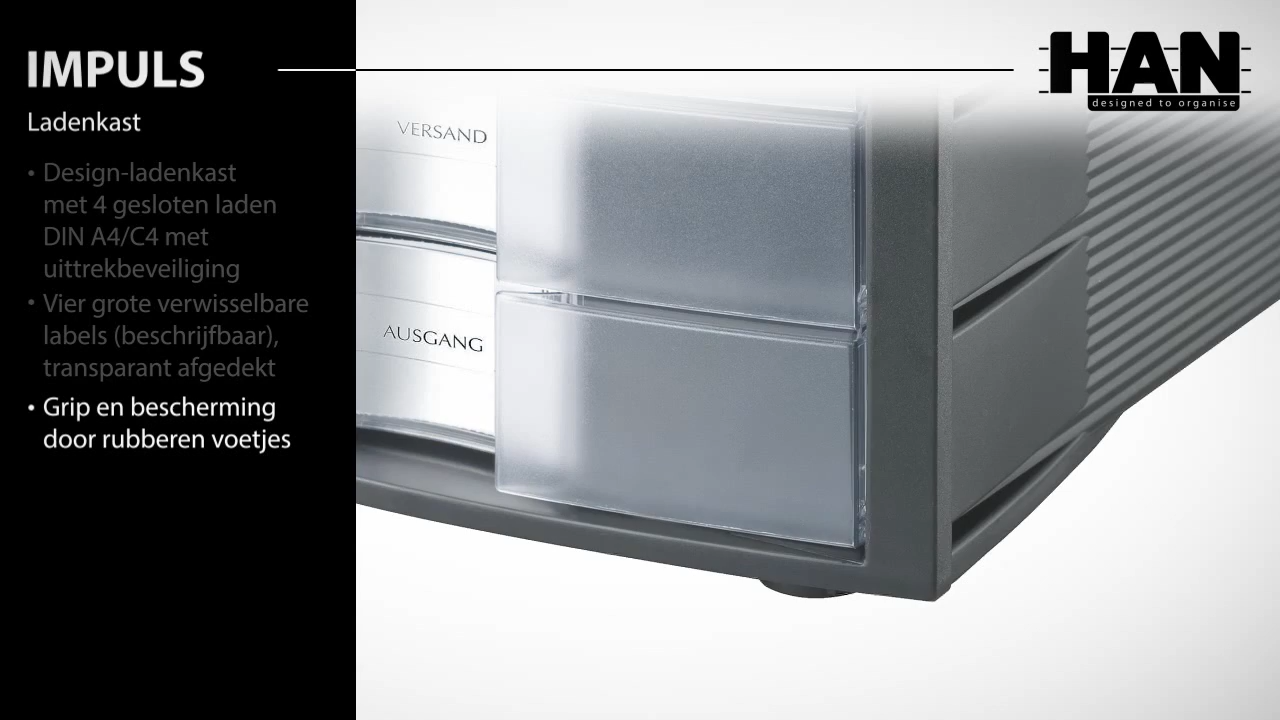 IMPULS
Ladenkast
• Design-ladenkast
met 4 gesloten laden
DIN A4/C4 met
uittrekbeveiliging
• Vier grote verwisselbare
labels (beschrijfbaar),
transparant afgedekt
• Grip en bescherming
door rubberen voetjes
HAN
designed to organise
VERSAND
AUSGANG